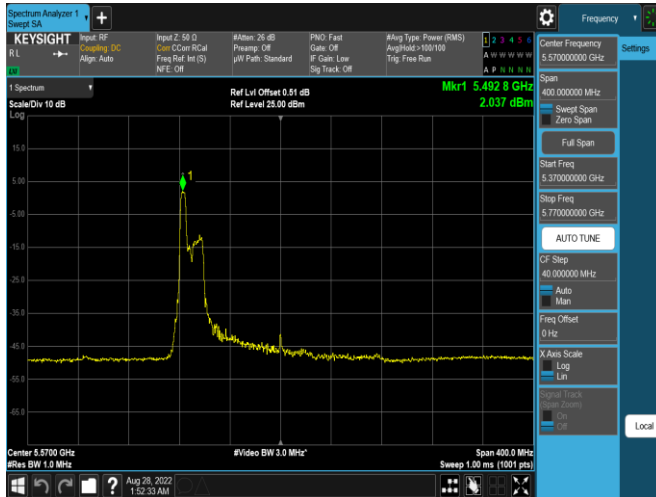 Spectrum Analyzer 1
Swept SA
+
Frequency
KEYSIGHT
Input: RF
Input Z: 50 Ω
#Atten: 26 dB
PNO: Fast
#Avg Type: Power (RMS)
1 2 3 4 5 6
R L
Coupling: DC
Corr CCorr RCal
Preamp: Off
Gate: Off
Avg|Hold:>100/100
A W W W W W
Align: Auto
Freq Ref: Int (S)
µW Path: Standard
IF Gain: Low
Trig: Free Run
NFE: Off
Sig Track: Off
A P N N N N
LU
1 Spectrum
Ref Lvl Offset 0.51 dB
Mkr1 5.492 8 GHz
Scale/Div 10 dB
Ref Level 25.00 dBm
2.037 dBm
Log
15.0
5.00
-5.00
-15.0
-25.0
-35.0
-45.0
-55.0
-65.0
1
Center 5.5700 GHz
#Video BW 3.0 MHz*
Span 400.0 MHz
#Res BW 1.0 MHz
Sweep 1.00 ms (1001 pts)
Center Frequency
5.570000000 GHz
Settings
Span
400.000000 MHz
Swept Span
Zero Span
Full Span
Start Freq
5.370000000 GHz
Stop Freq
5.770000000 GHz
AUTO TUNE
CF Step
40.000000 MHz
Auto
Man
Freq Offset
0 Hz
X Axis Scale
Log
Lin
Signal Track
(Span Zoom)
On
Off
Local
?
Aug 28, 2022
1:52:33 AM